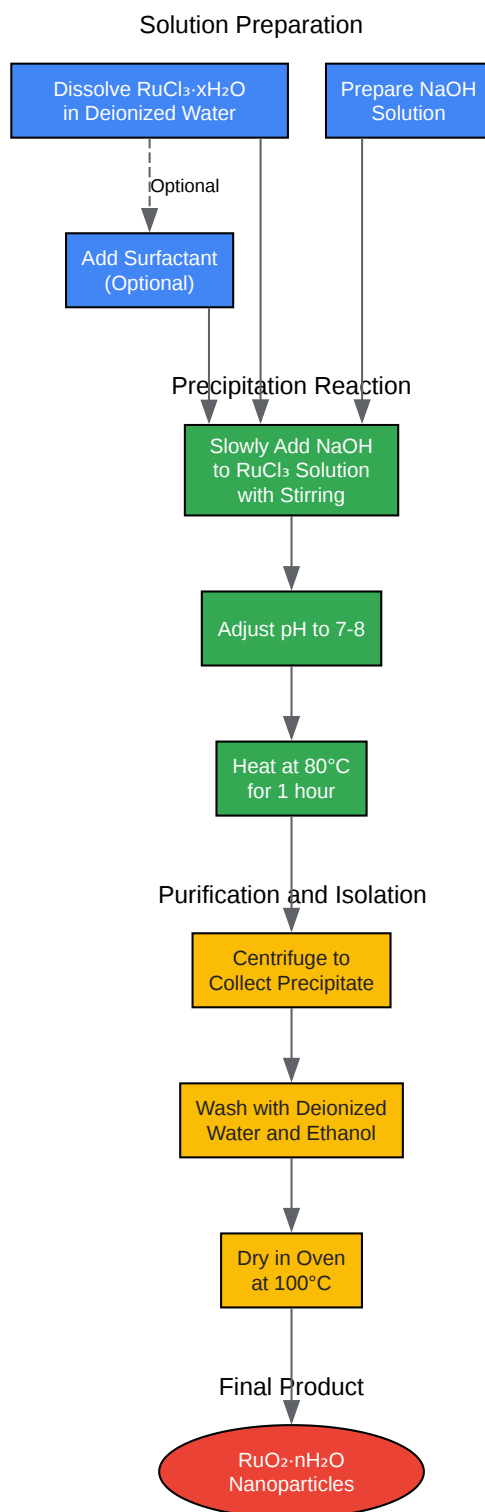 Solution Preparation
Dissolve RuCl₃·xH₂O
in Deionized Water
Prepare NaOH
Solution
Optional
Add Surfactant
(Optional)
Precipitation Reaction
Slowly Add NaOH
to RuCl₃ Solution
with Stirring
Adjust pH to 7-8
Heat at 80°C
for 1 hour
Purification and Isolation
Centrifuge to
Collect Precipitate
Wash with Deionized
Water and Ethanol
Dry in Oven
at 100°C
Final Product
RuO₂·nH₂O
Nanoparticles